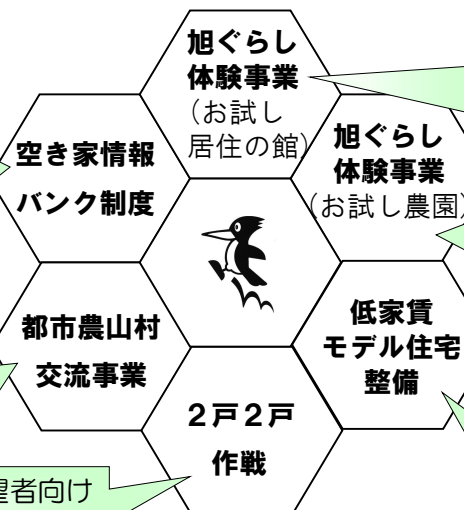 旭ぐらし
体験事業
(お試し
居住の館)
旭ぐらし
体験事業
(お試し農園)
空き家情報
バンク制度
都市農山村
交流事業
低家賃
モデル住宅
整備
２戸２戸
作戦
者向け